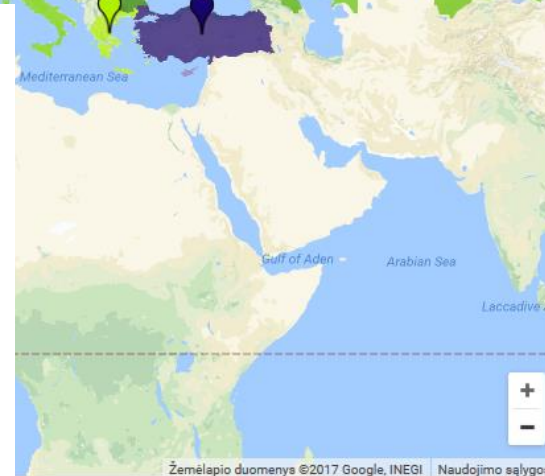 Mediterranean Sea
Gulf of Aden
Arabian Sea
Laccadive
+
−
Žemėlapio duomenys ©2017 Google, INEGI
Naudojimo sąlygo